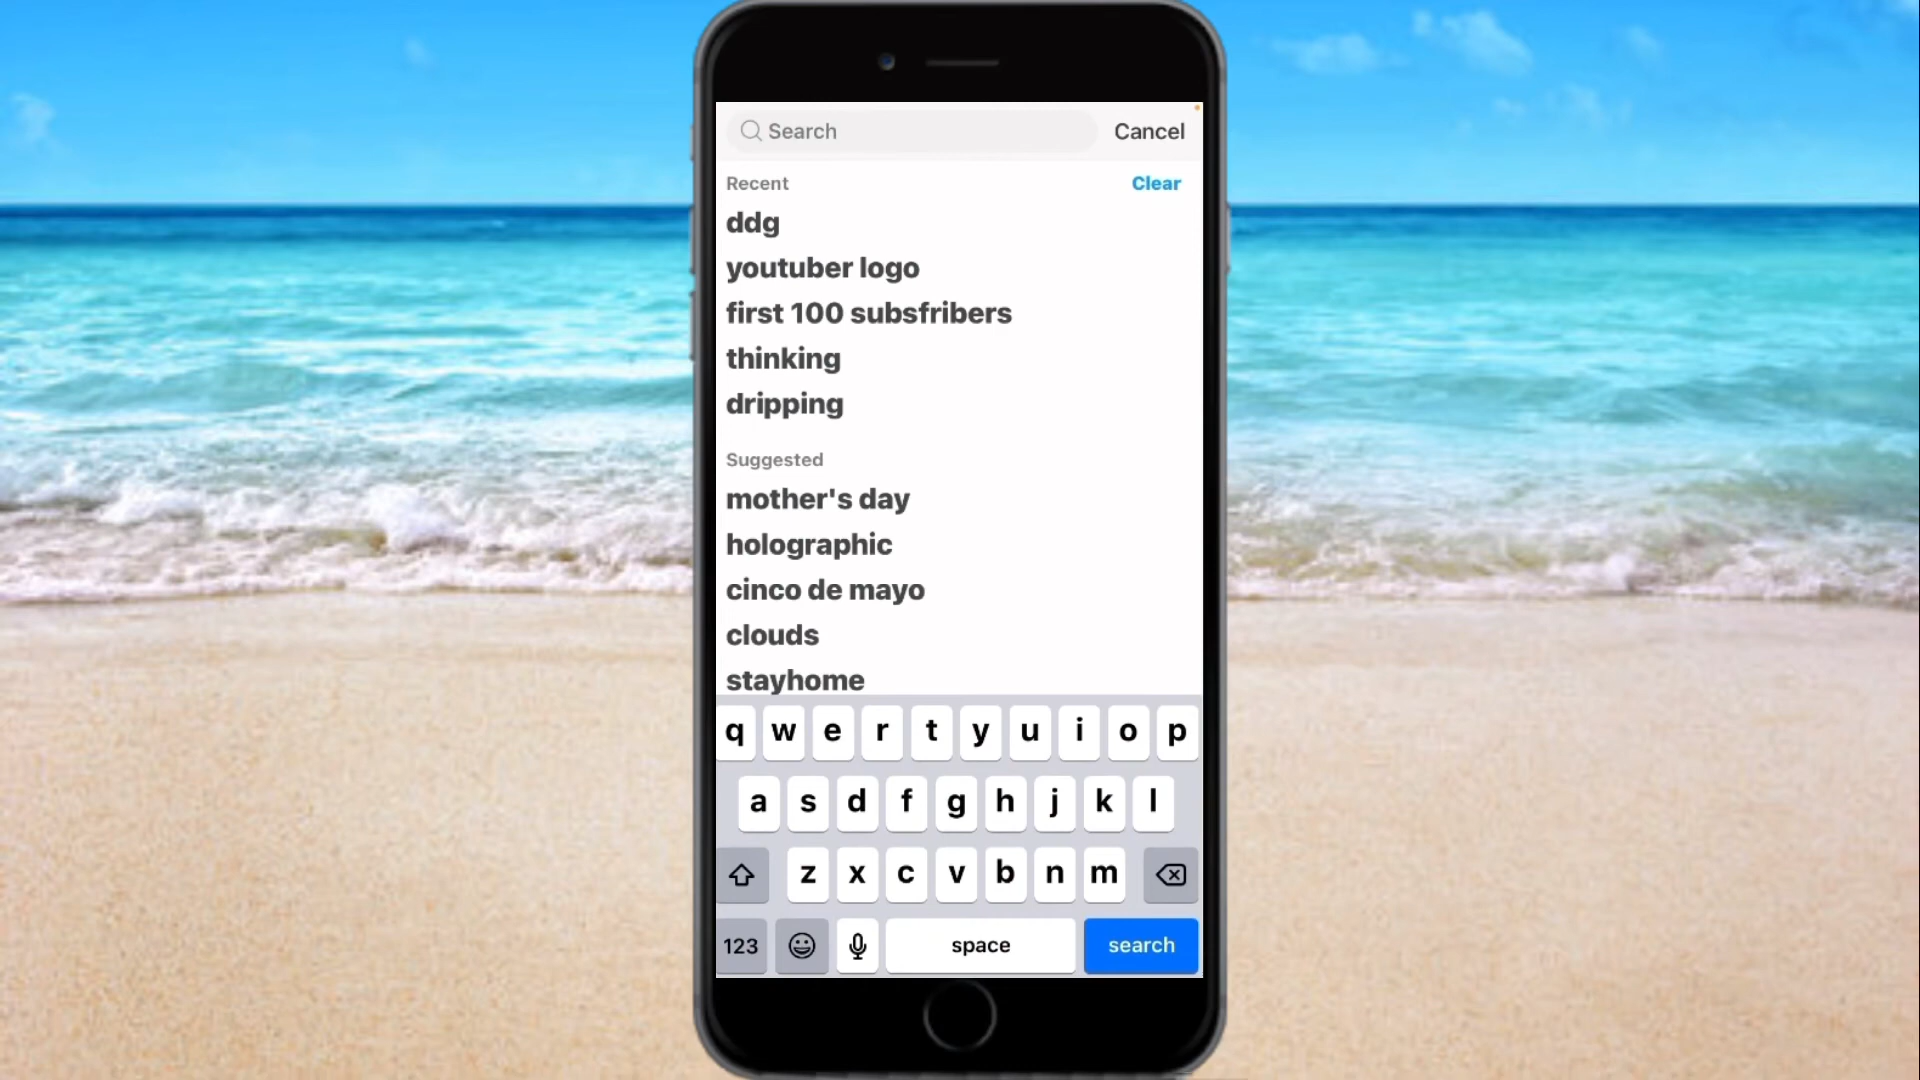 Search
Cancel
Recent
Clear
ddg
youtuber logo
first 100 subsfribers
thinking
dripping
Suggested
mother's day
holographic
cinco de mayo
clouds
stayhome
q w e r t y u i o p
a s d f g h j k l
z x c v b n m
123 space search